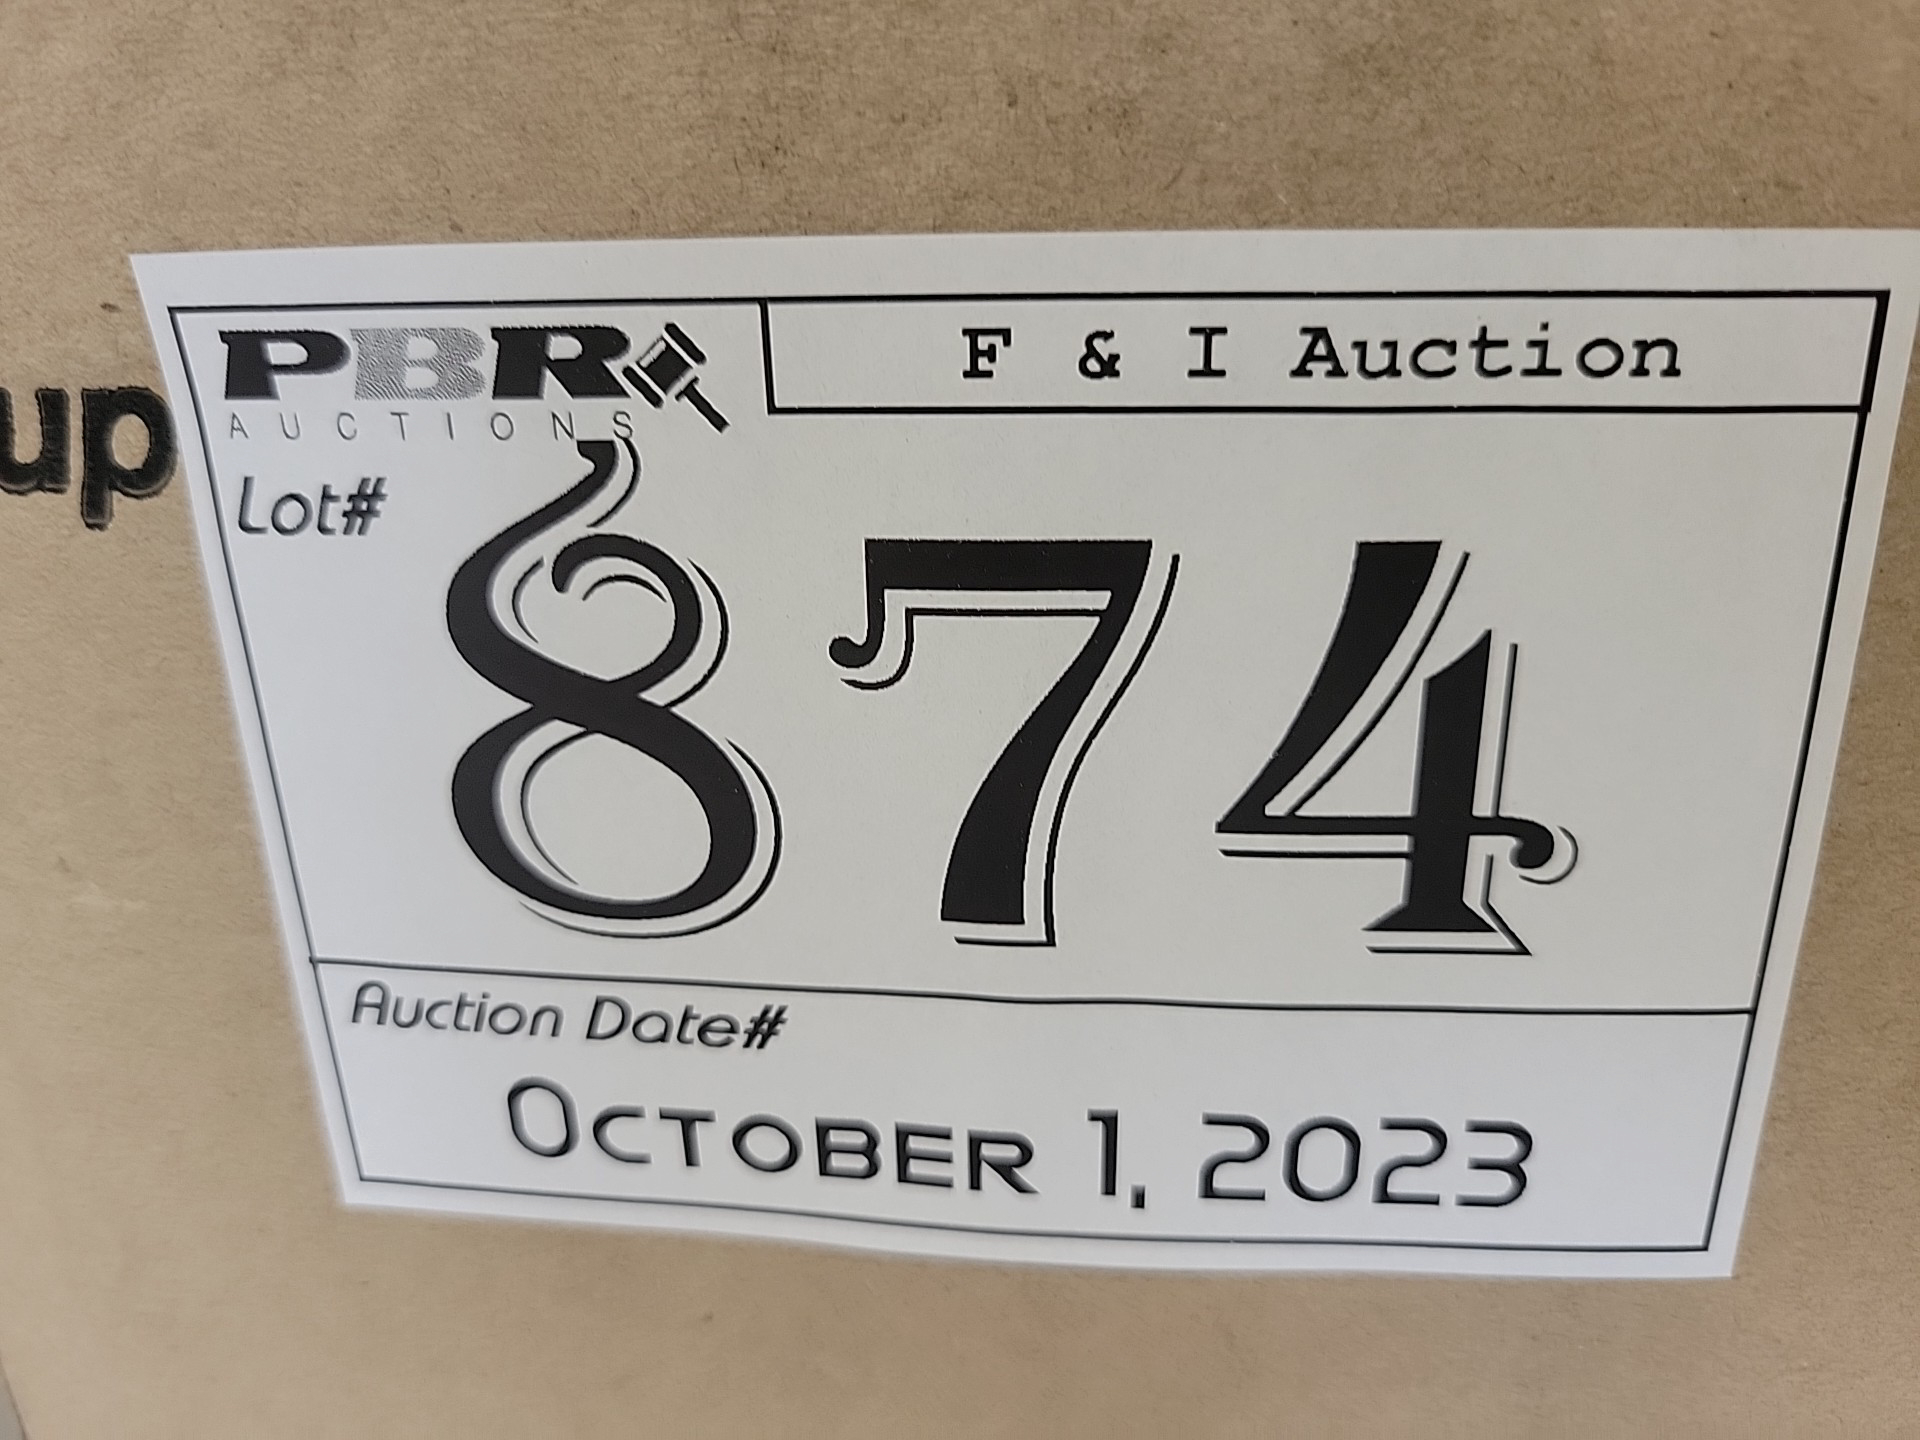 up
PBR
AUCTIONS
F & I Auction
Lot#
874
Auction Date#
October 1, 2023